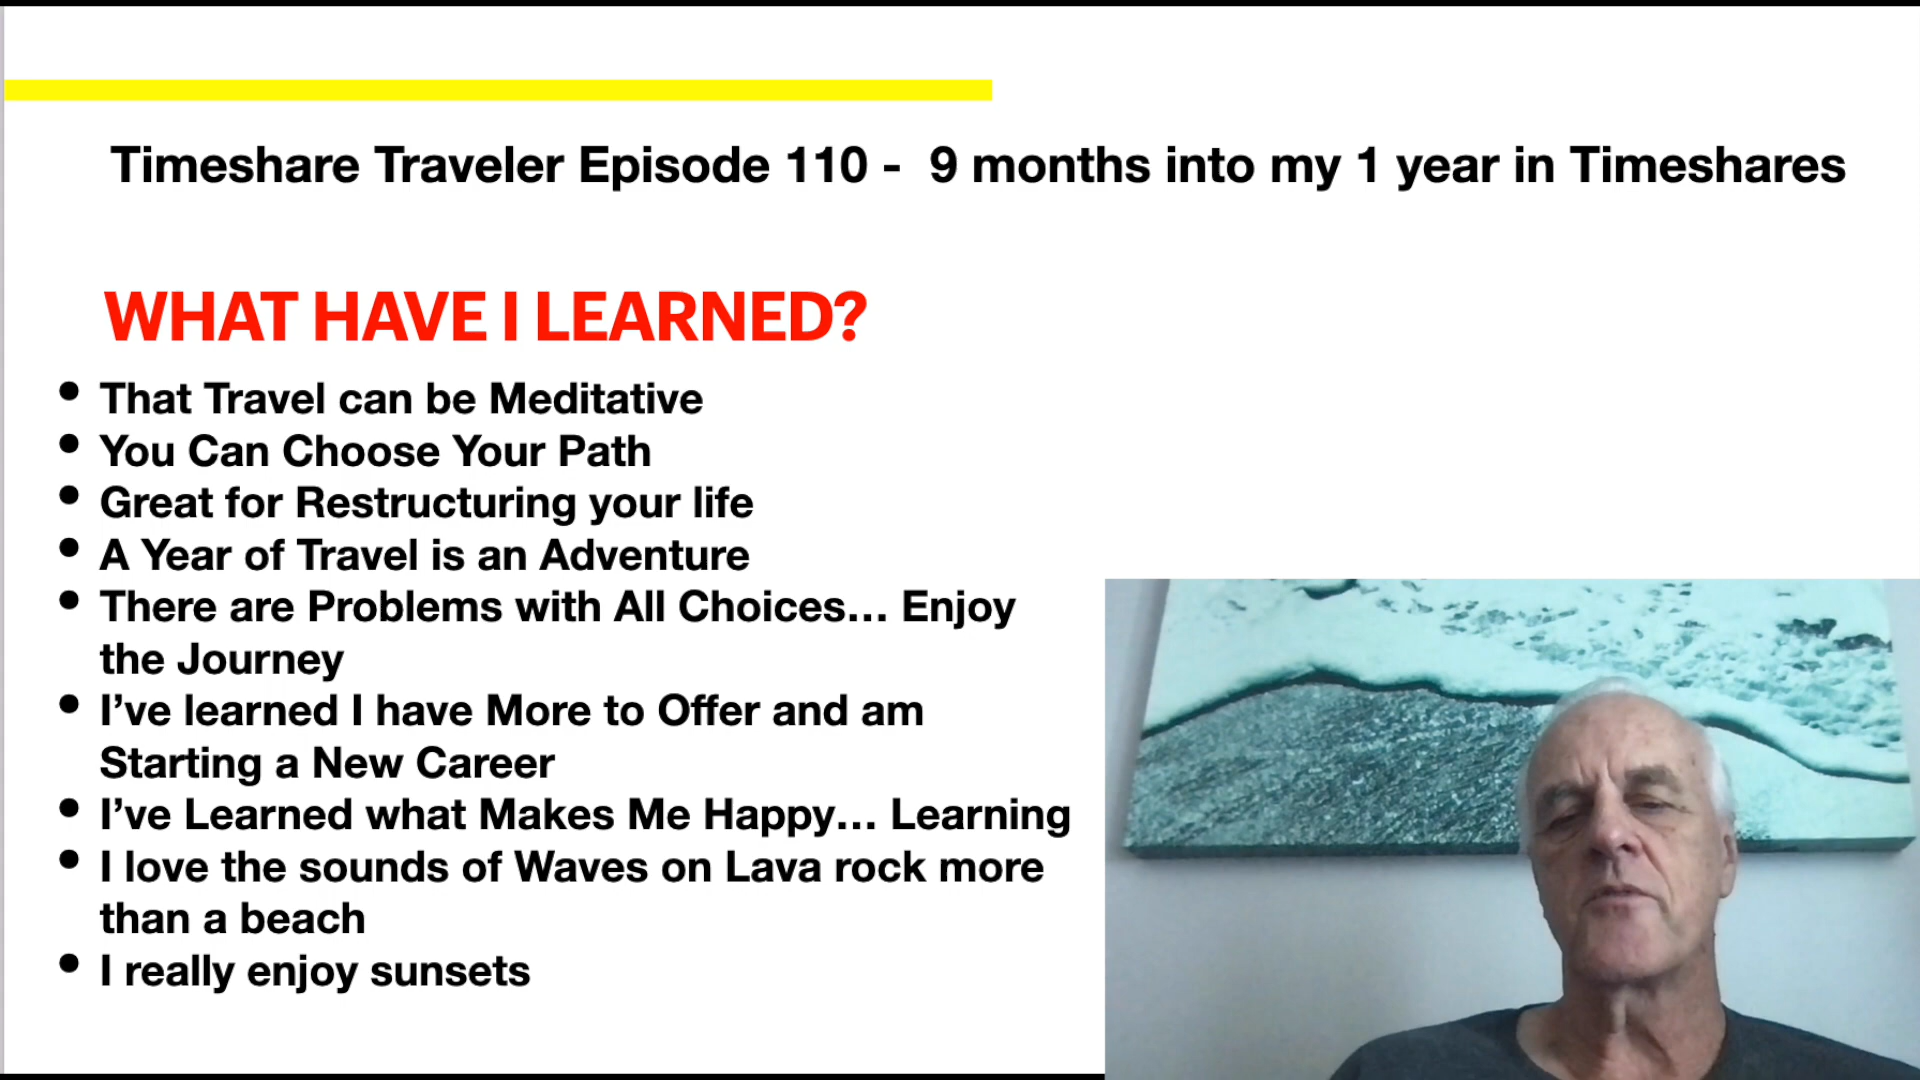 Timeshare Traveler Episode 110 -  9 months into my 1 year in Timeshares
WHAT HAVE I LEARNED?
• That Travel can be Meditative
• You Can Choose Your Path
• Great for Restructuring your life
• A Year of Travel is an Adventure
• There are Problems with All Choices… Enjoy
the Journey
• I’ve learned I have More to Offer and am
Starting a New Career
• I’ve Learned what Makes Me Happy… Learning
• I love the sounds of Waves on Lava rock more
than a beach
• I really enjoy sunsets